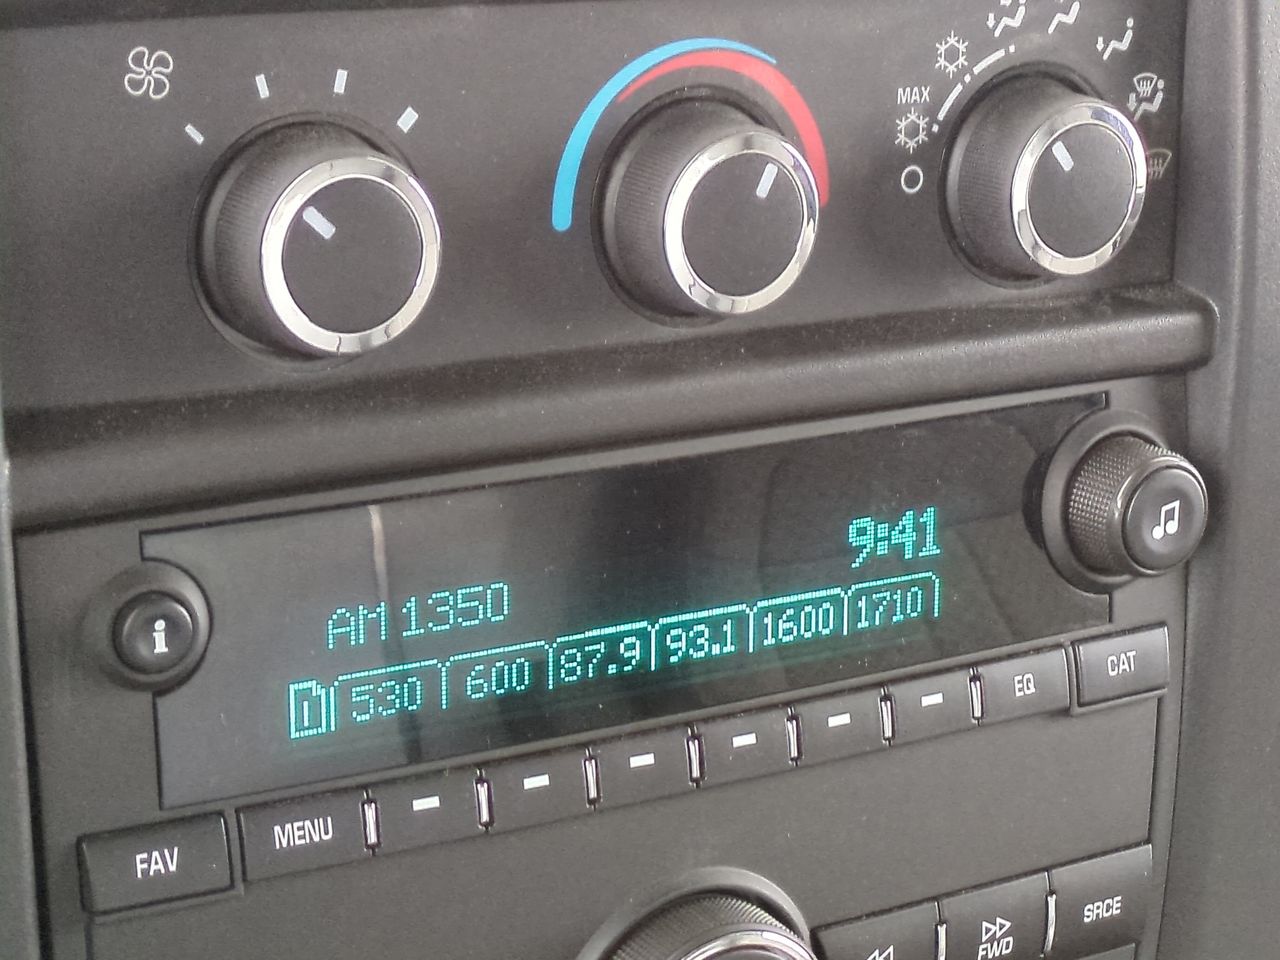 MAX
9:41
AM 1350
1 530 600 87.9 93.1 1600 1710
i
FAV MENU EQ CAT
FWD SRCE